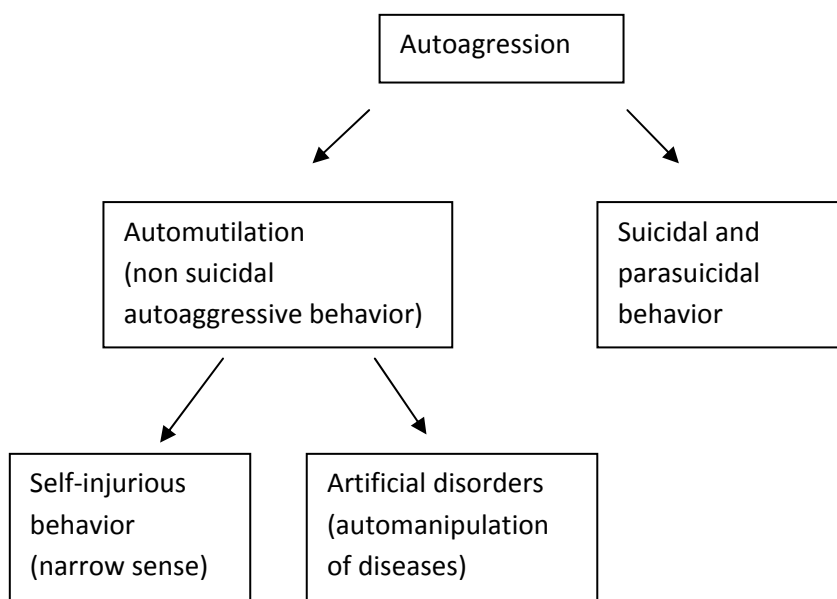 Autoagression
Automutilation
(non suicidal
autoaggressive behavior)
Suicidal and
parasuicidal
behavior
Self-injurious
behavior
(narrow sense)
Artificial disorders
(automanipulation
of diseases)